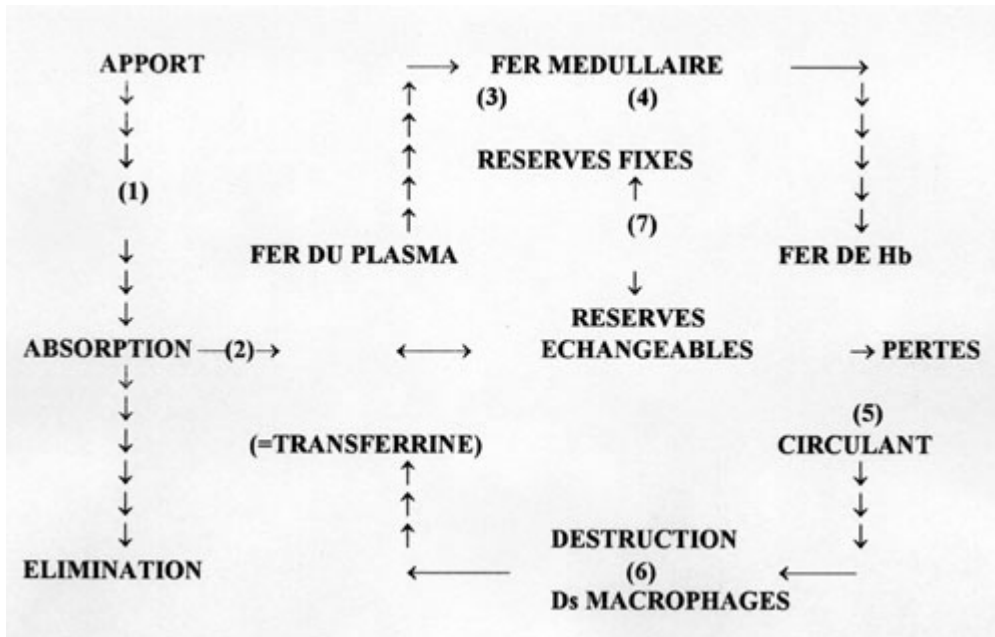 APPORT → FER MEDULLAIRE →
(3) (4)
RESERVES FIXES
(1)
(7)
FER DU PLASMA FER DE Hb
RESERVES
ABSORPTION —(2)→ ↔ ECHANGEABLES → PERTES
(5)
(=TRANSFERRINE) CIRCULANT
DESTRUCTION
ELIMINATION ← (6) ←
Ds MACROPHAGES